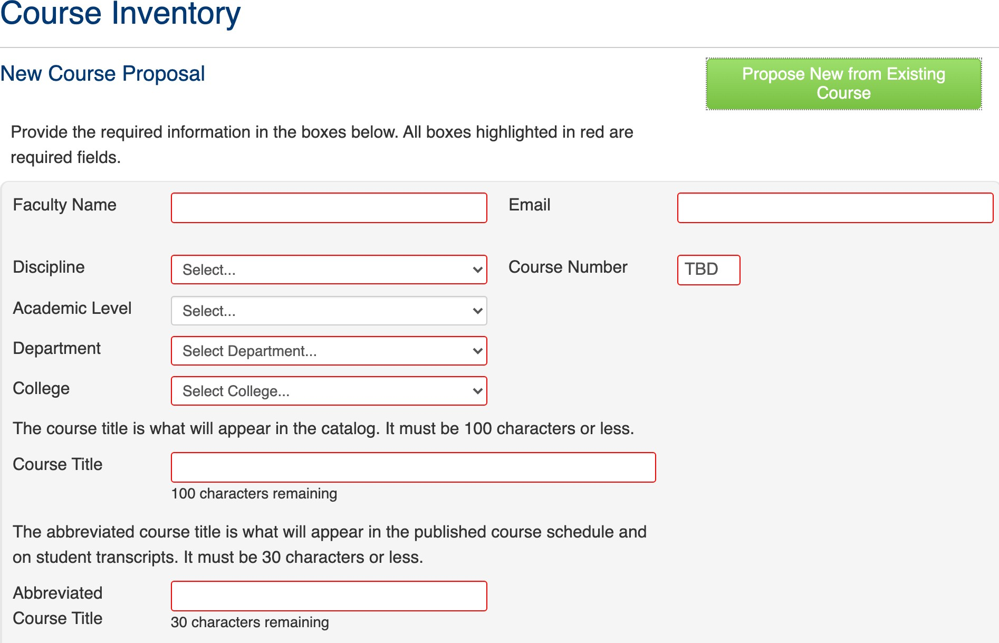 Course Inventory
New Course Proposal
Propose New from Existing
Course
Provide the required information in the boxes below. All boxes highlighted in red are
required fields.
Faculty Name
Email
Discipline
Select...
Course Number
TBD
Academic Level
Select...
Department
Select Department...
College
Select College...
The course title is what will appear in the catalog. It must be 100 characters or less.
Course Title
100 characters remaining
The abbreviated course title is what will appear in the published course schedule and
on student transcripts. It must be 30 characters or less.
Abbreviated
Course Title
30 characters remaining